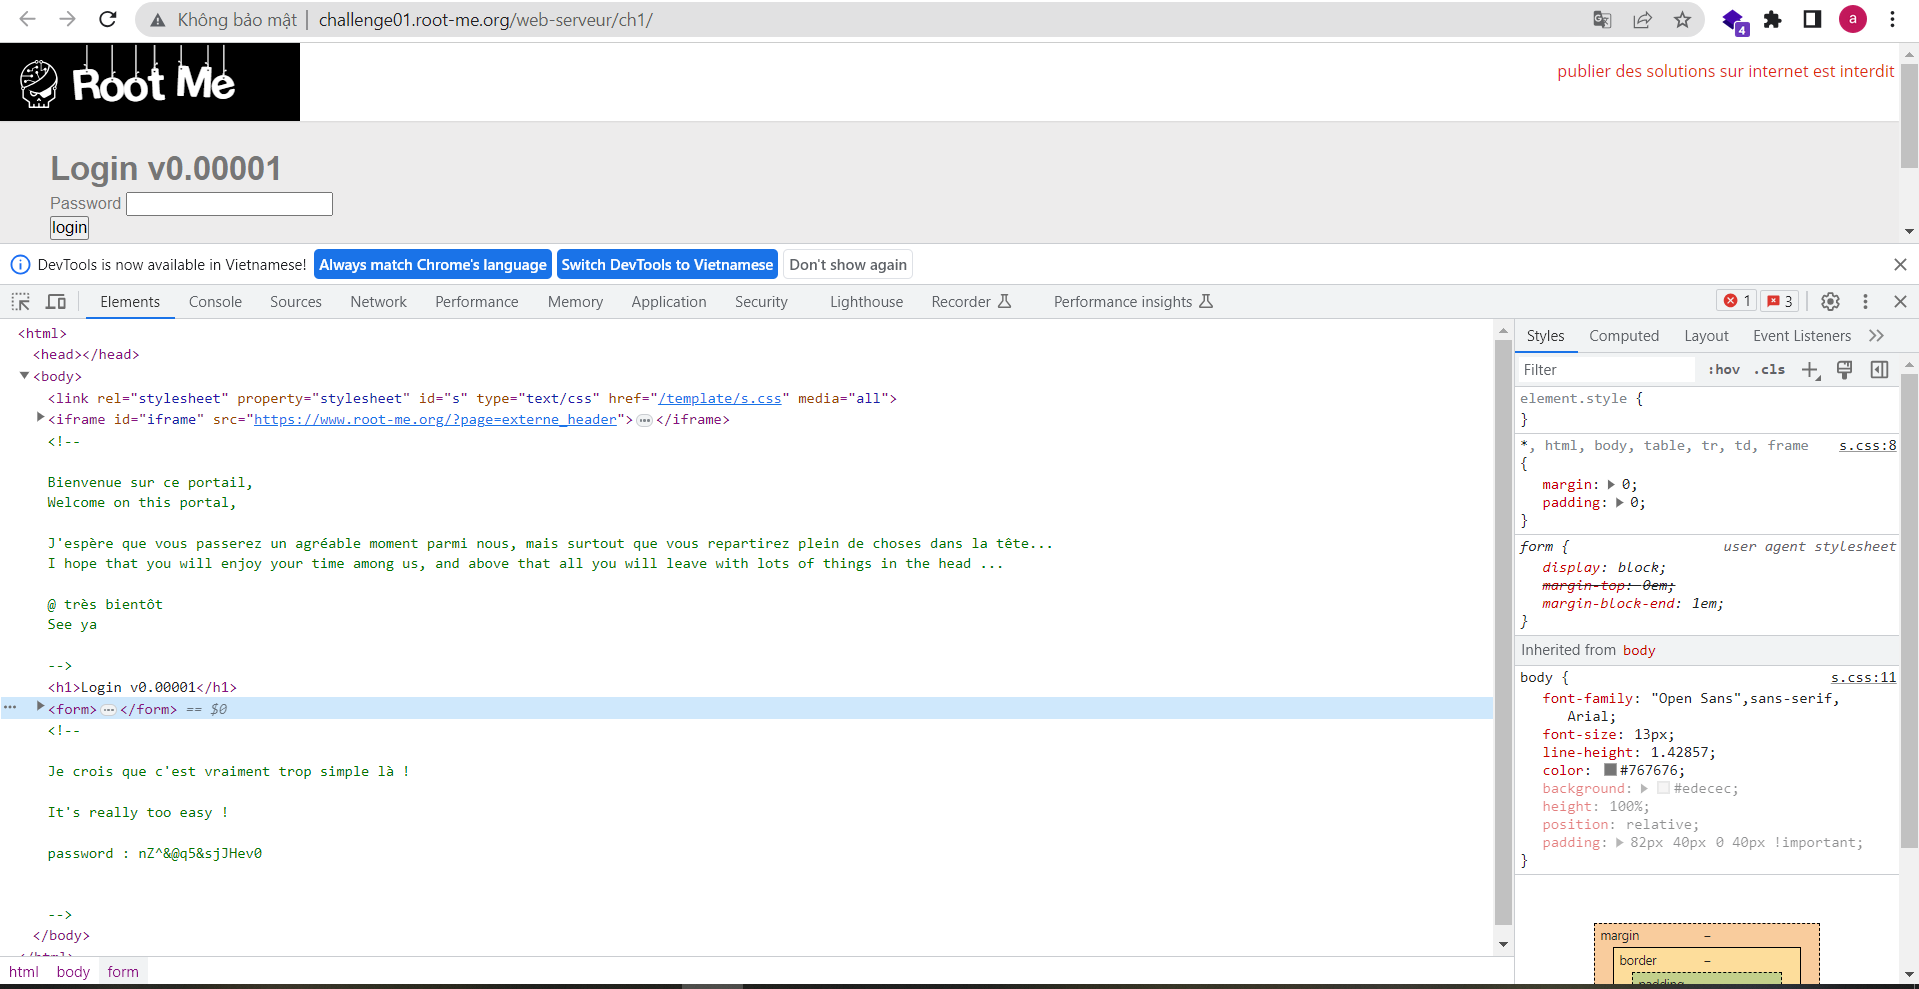 Không bảo mật | challenge01.root-me.org/web-serveur/ch1/
4
a
Root Me
publier des solutions sur internet est interdit
Login v0.00001
Password
login
DevTools is now available in Vietnamese! Always match Chrome's language Switch DevTools to Vietnamese Don't show again
Elements Console Sources Network Performance Memory Application Security Lighthouse Recorder Performance insights 1 3
<html>
<head></head>
<body>
<link rel="stylesheet" property="stylesheet" id="s" type="text/css" href="/template/s.css" media="all">
<iframe id="iframe" src="https://www.root-me.org/?page=externe_header">…</iframe>
<!--
Bienvenue sur ce portail,
Welcome on this portal,
J'espère que vous passerez un agréable moment parmi nous, mais surtout que vous repartirez plein de choses dans la tête...
I hope that you will enjoy your time among us, and above that all you will leave with lots of things in the head ...
@ très bientôt
See ya
-->
<h1>Login v0.00001</h1>
… <form>…</form> == $0
<!--
Je crois que c'est vraiment trop simple là !
It's really too easy !
password : nZ^&@q5&sjJHev0
-->
</body>
</html>
html body form
Styles Computed Layout Event Listeners
Filter :hov .cls
element.style {
}
*, html, body, table, tr, td, frame s.css:8
{
margin: 0;
padding: 0;
}
form { user agent stylesheet
display: block;
margin-top: 0em;
margin-block-end: 1em;
}
Inherited from body
body { s.css:11
font-family: "Open Sans",sans-serif,
Arial;
font-size: 13px;
line-height: 1.42857;
color: #767676;
background: #edecec;
height: 100%;
position: relative;
padding: 82px 40px 0 40px !important;
}
margin –
border –
padding